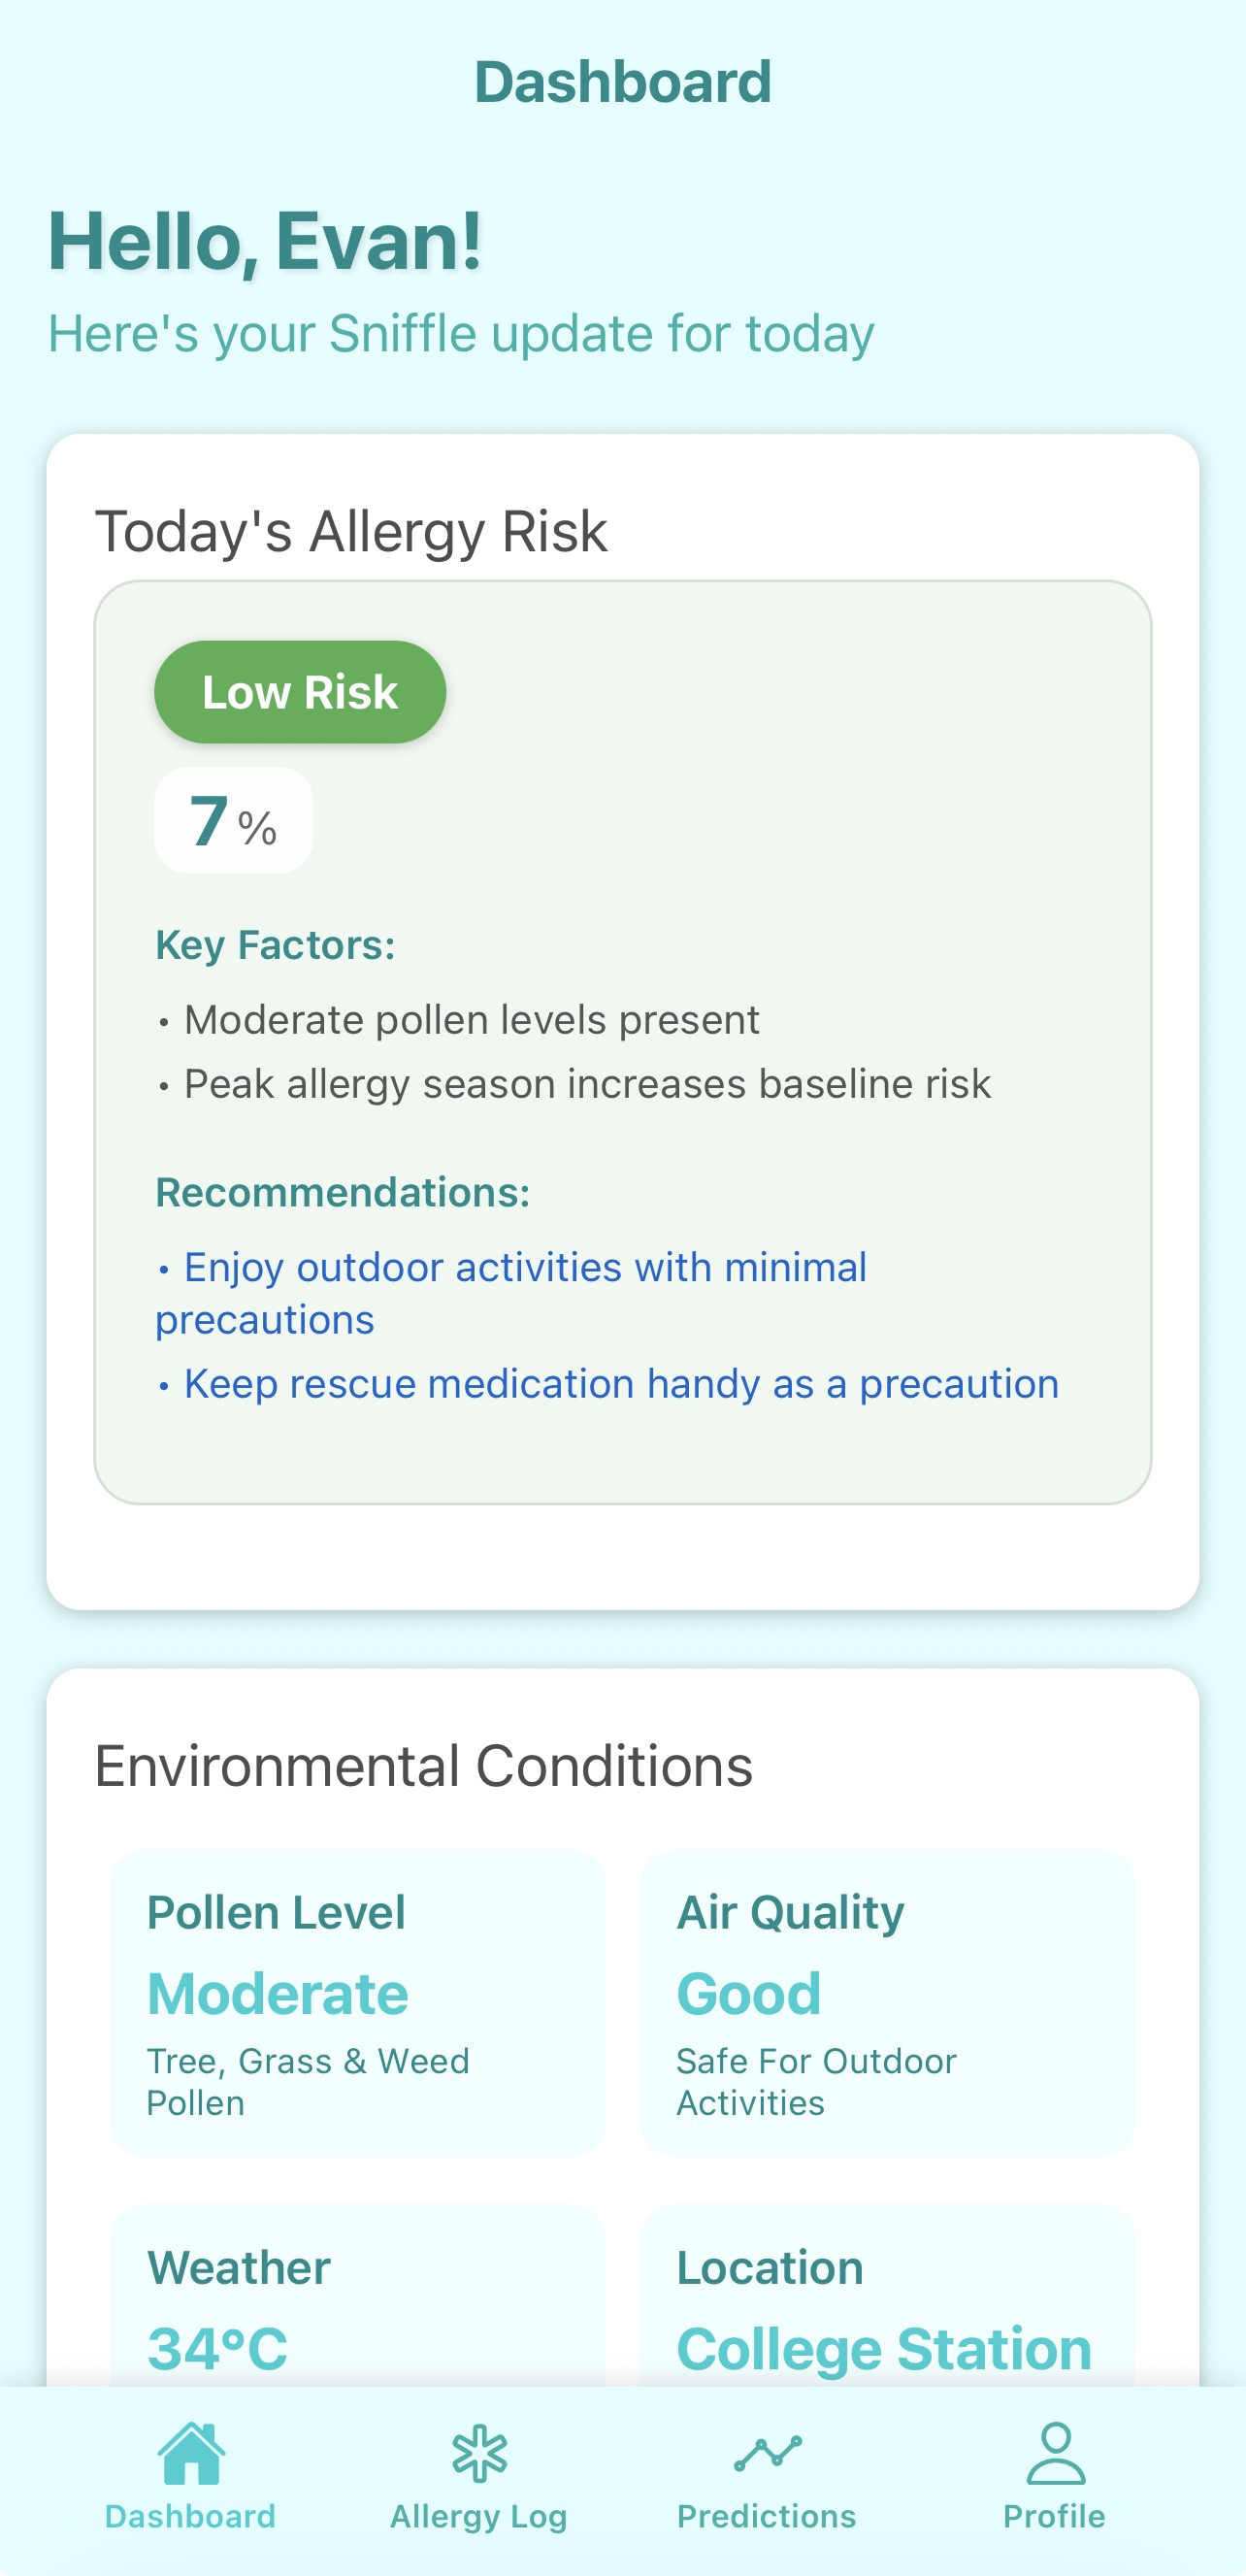 Dashboard
Hello, Evan!
Here's your Sniffle update for today
Today's Allergy Risk
Low Risk
7%
Key Factors:
• Moderate pollen levels present
• Peak allergy season increases baseline risk
Recommendations:
• Enjoy outdoor activities with minimal
precautions
• Keep rescue medication handy as a precaution
Environmental Conditions
Pollen Level
Moderate
Tree, Grass & Weed
Pollen
Air Quality
Good
Safe For Outdoor
Activities
Weather
34°C
Location
College Station
Dashboard
Allergy Log
Predictions
Profile